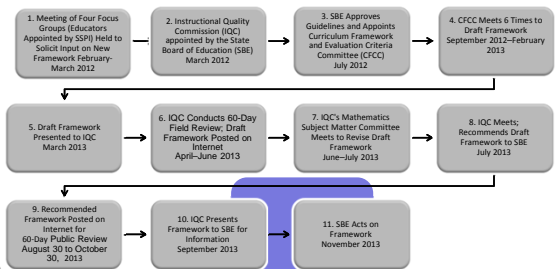 1. Meeting of Four Focus
Groups (Educators
Appointed by SSPI) Held to
Solicit Input on New
Framework February-
March 2012
2. Instructional Quality
Commission (IQC)
appointed by the State
Board of Education (SBE)
March 2012
3. SBE Approves
Guidelines and Appoints
Curriculum Framework
and Evaluation Criteria
Committee (CFCC)
July 2012
4. CFCC Meets 6 Times to
Draft Framework
September 2012–February
2013
5. Draft Framework
Presented to IQC
March 2013
6. IQC Conducts 60-Day
Field Review; Draft
Framework Posted on
Internet
April–June 2013
7. IQC's Mathematics
Subject Matter Committee
Meets to Revise Draft
Framework
June–July 2013
8. IQC Meets;
Recommends Draft
Framework to SBE
July 2013
9. Recommended
Framework Posted on
Internet for
60-Day Public Review
August 30 to October
30, 2013
10. IQC Presents
Framework to SBE for
Information
September 2013
11. SBE Acts on
Framework
November 2013